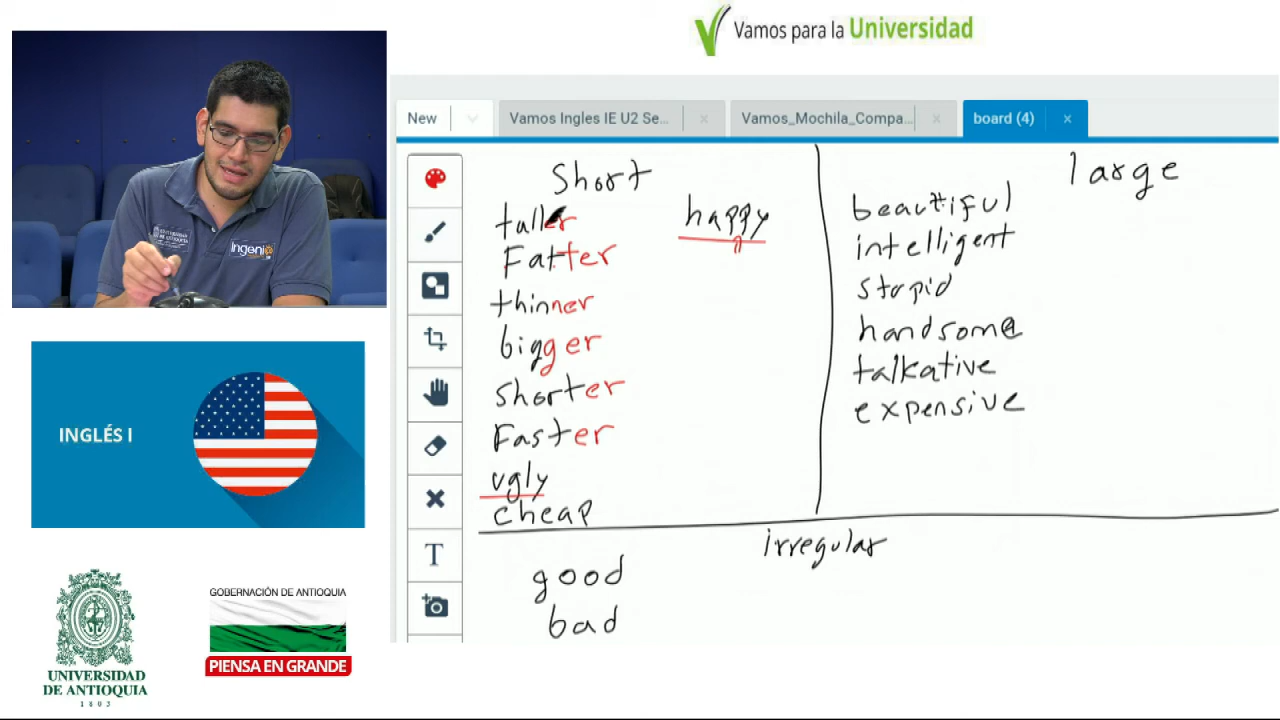 Vamos para la Universidad
New
Vamos Ingles IE U2 Se...
Vamos_Mochila_Compa...
board (4)
Short
large
taller
happy
Fatter
thinner
bigger
shorter
Faster
ugly
cheap
beautiful
intelligent
stupid
handsome
talkative
expensive
irregular
good
bad
T
Ingeni@
INGLÉS I
UNIVERSIDAD
DE ANTIOQUIA
1803
GOBERNACIÓN DE ANTIOQUIA
PIENSA EN GRANDE